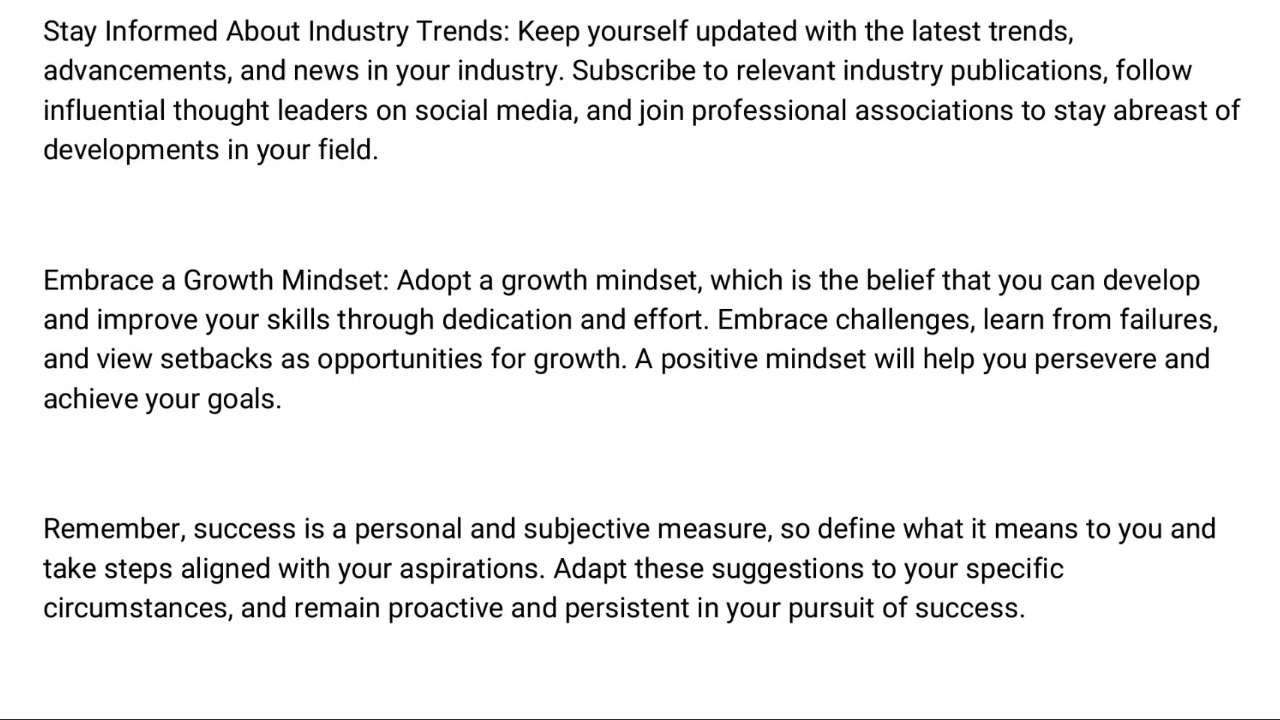 Stay Informed About Industry Trends: Keep yourself updated with the latest trends,
advancements, and news in your industry. Subscribe to relevant industry publications, follow
influential thought leaders on social media, and join professional associations to stay abreast of
developments in your field.
Embrace a Growth Mindset: Adopt a growth mindset, which is the belief that you can develop
and improve your skills through dedication and effort. Embrace challenges, learn from failures,
and view setbacks as opportunities for growth. A positive mindset will help you persevere and
achieve your goals.
Remember, success is a personal and subjective measure, so define what it means to you and
take steps aligned with your aspirations. Adapt these suggestions to your specific
circumstances, and remain proactive and persistent in your pursuit of success.